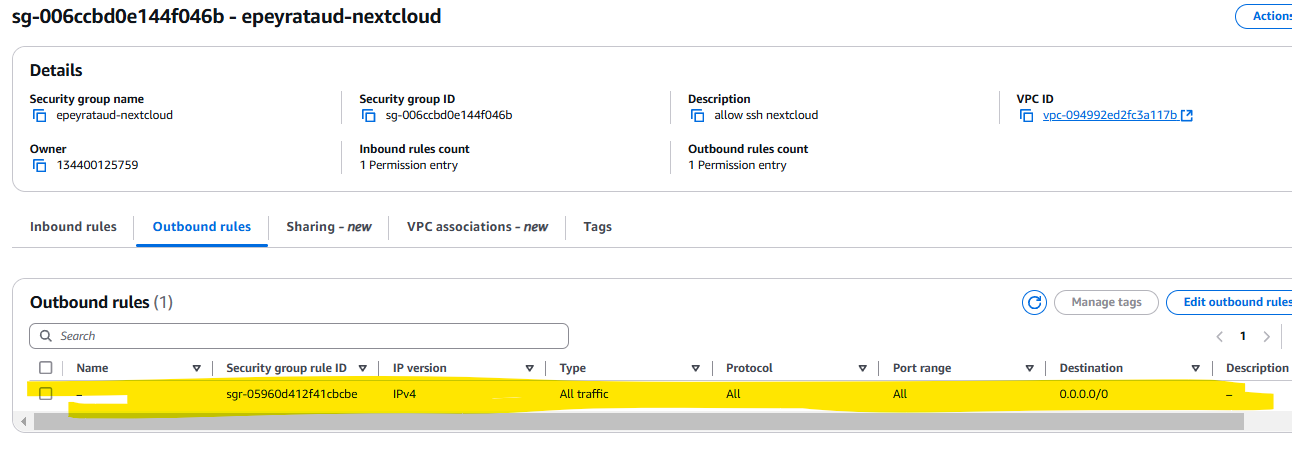 sg-006ccbd0e144f046b - epeyrataud-nextcloud
Actions
Details
Security group name
epeyrataud-nextcloud
Security group ID
sg-006ccbd0e144f046b
Description
allow ssh nextcloud
VPC ID
vpc-094992ed2fc3a117b
Owner
134400125759
Inbound rules count
1 Permission entry
Outbound rules count
1 Permission entry
Inbound rules Outbound rules Sharing - new VPC associations - new Tags
Outbound rules (1)
Manage tags
Edit outbound rules
Search
1
Name Security group rule ID IP version Type Protocol Port range Destination Description
– sgr-05960d412f41cbcbe IPv4 All traffic All All 0.0.0.0/0 –